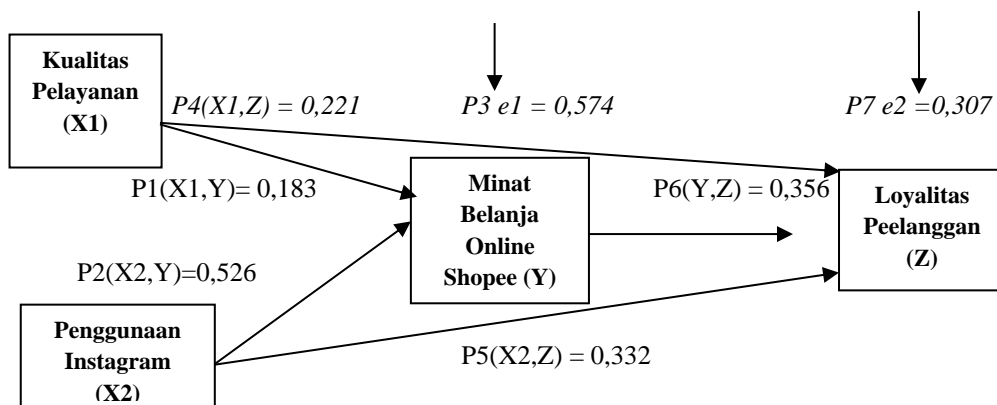 Kualitas
Pelayanan
(X1)
P4(X1,Z) = 0,221
P3 e1 = 0,574
P7 e2 =0,307
P1(X1,Y)= 0,183
Minat
Belanja
Online
Shopee (Y)
P6(Y,Z) = 0,356
Loyalitas
Peelanggan
(Z)
P2(X2,Y)=0,526
Penggunaan
Instagram
(X2)
P5(X2,Z) = 0,332